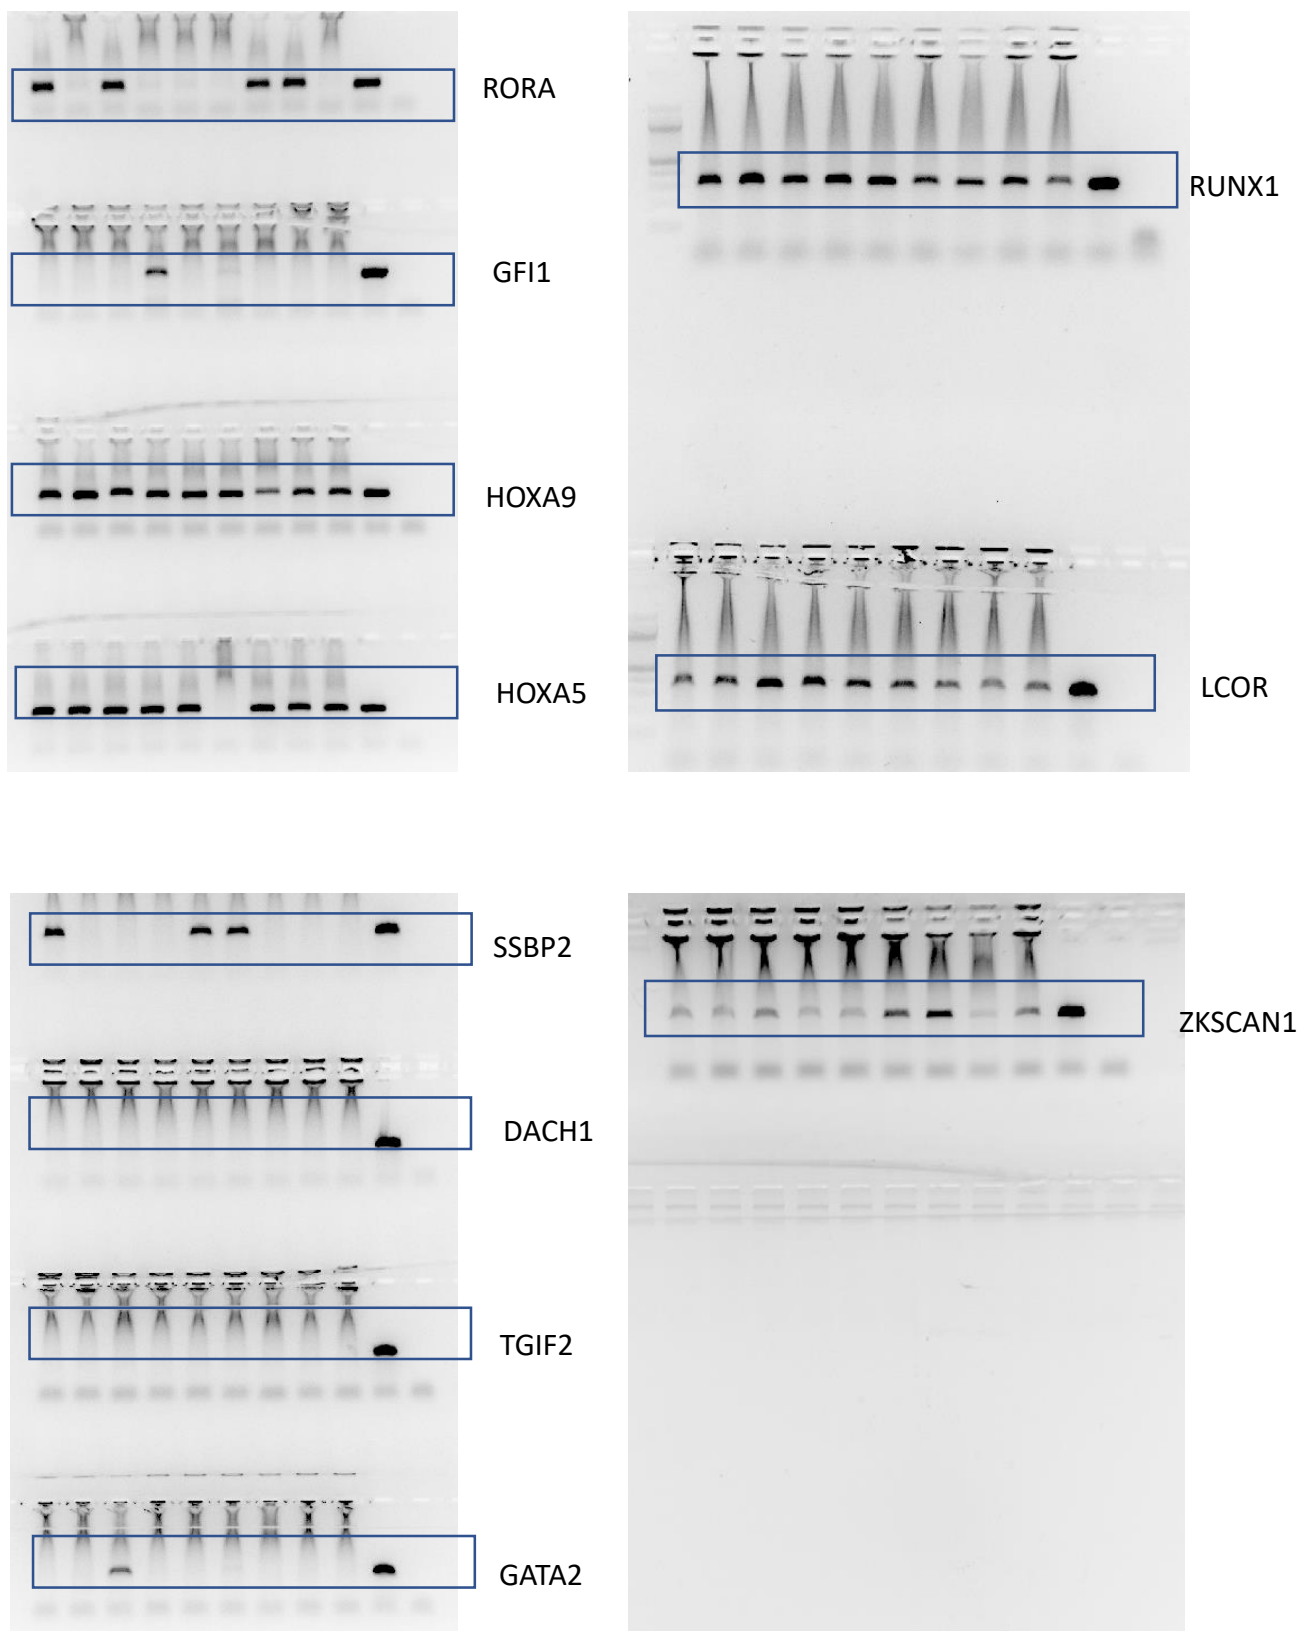 RORA
GFI1
HOXA9
HOXA5
RUNX1
LCOR
SSBP2
DACH1
TGIF2
GATA2
ZKSCAN1